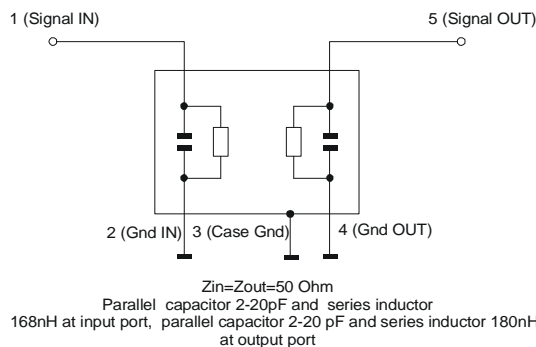 1 (Signal IN)
5 (Signal OUT)
2 (Gnd IN)
3 (Case Gnd)
4 (Gnd OUT)
Zin=Zout=50 Ohm
Parallel capacitor 2-20pF and series inductor
168nH at input port, parallel capacitor 2-20 pF and series inductor 180nH
at output port